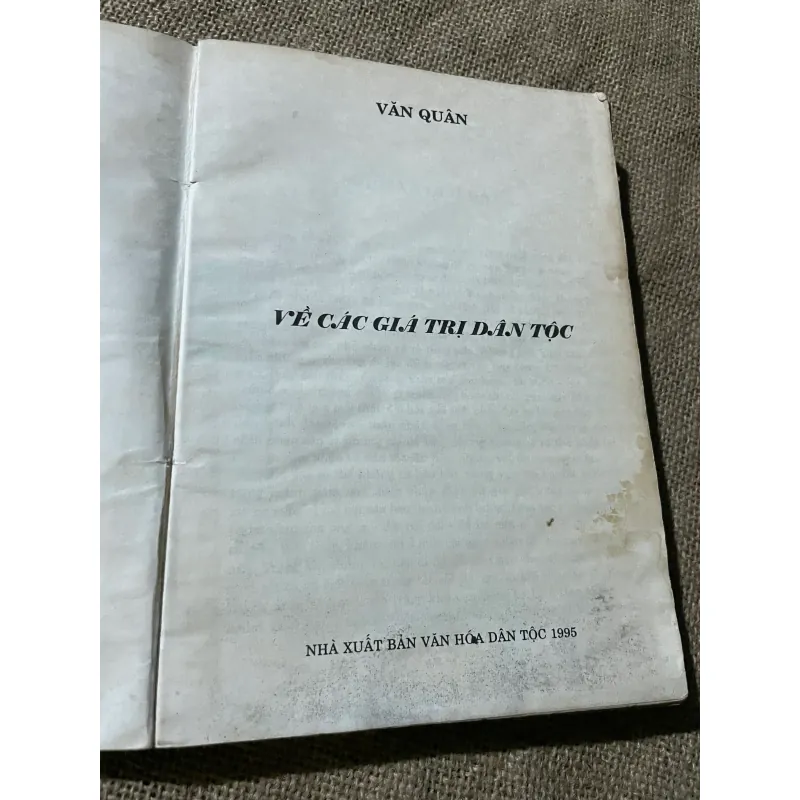 VĂN QUÂN
VỀ CÁC GIÁ TRỊ DÂN TỘC
NHÀ XUẤT BẢN VĂN HÓA DÂN TỘC 1995